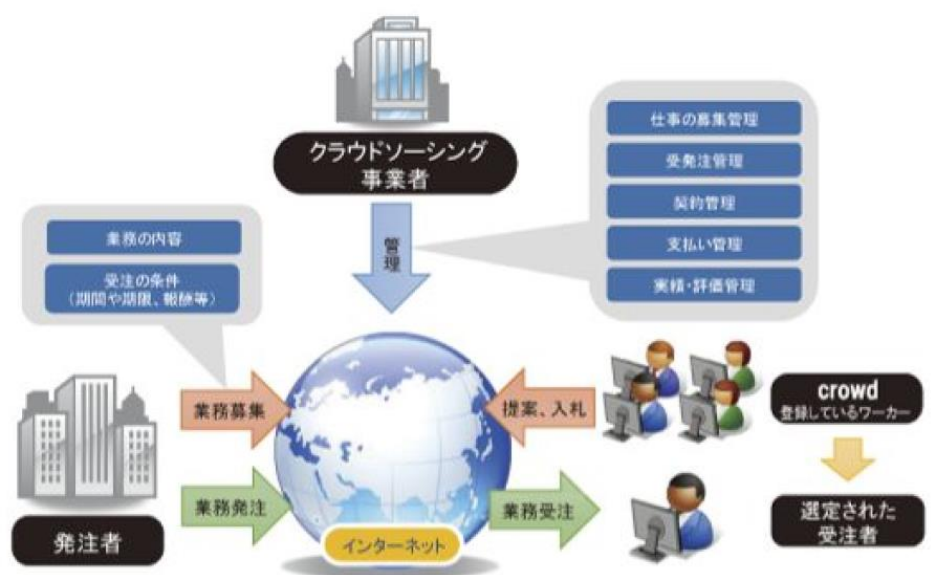 クラウドソーシング
事業者
仕事の募集管理
受発注管理
契約管理
支払い管理
実績・評価管理
管理
業務の内容
受注の条件
(期間や期限、報酬等)
業務募集
提案、入札
crowd
登録しているワーカー
業務発注
業務受注
発注者
インターネット
選定された
受注者